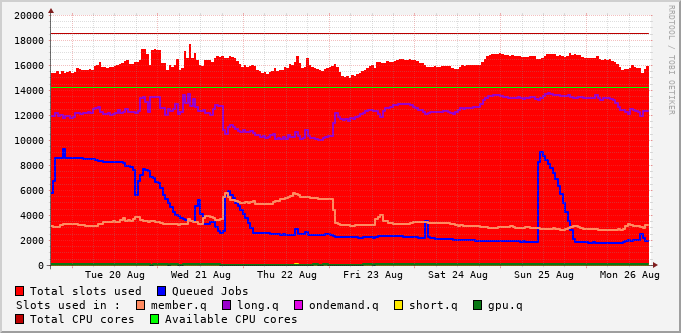 RRDTOOL / TOBI OETIKER
20000
18000
16000
14000
12000
10000
8000
6000
4000
2000
0
Tue 20 Aug Wed 21 Aug Thu 22 Aug Fri 23 Aug Sat 24 Aug Sun 25 Aug Mon 26 Aug
Total slots used Queued Jobs
Slots used in : member.q long.q ondemand.q short.q gpu.q
Total CPU cores Available CPU cores